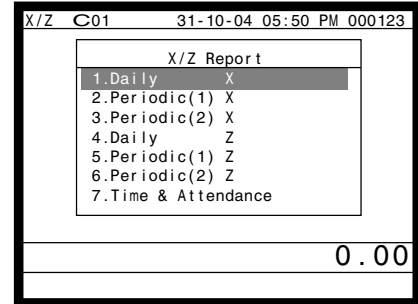 X/Z C01 31-10-04 05:50 PM 000123
X/Z Report
1.Daily X
2.Periodic(1) X
3.Periodic(2) X
4.Daily Z
5.Periodic(1) Z
6.Periodic(2) Z
7.Time & Attendance
0.00